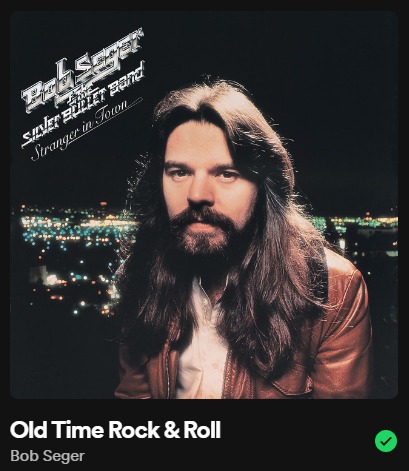 Bob Seger
& the
Silver Bullet Band
Stranger in Town
Old Time Rock & Roll
Bob Seger